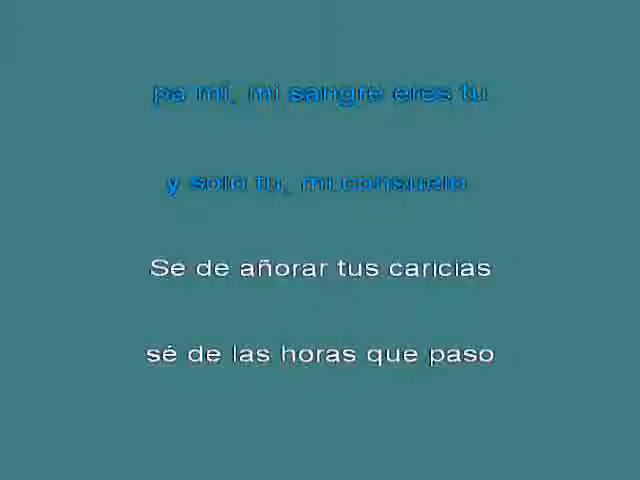 pa mi, mi sangre eres tu
y solo tu, mi consuelo
Se de añorar tus caricias
sé de las horas que paso